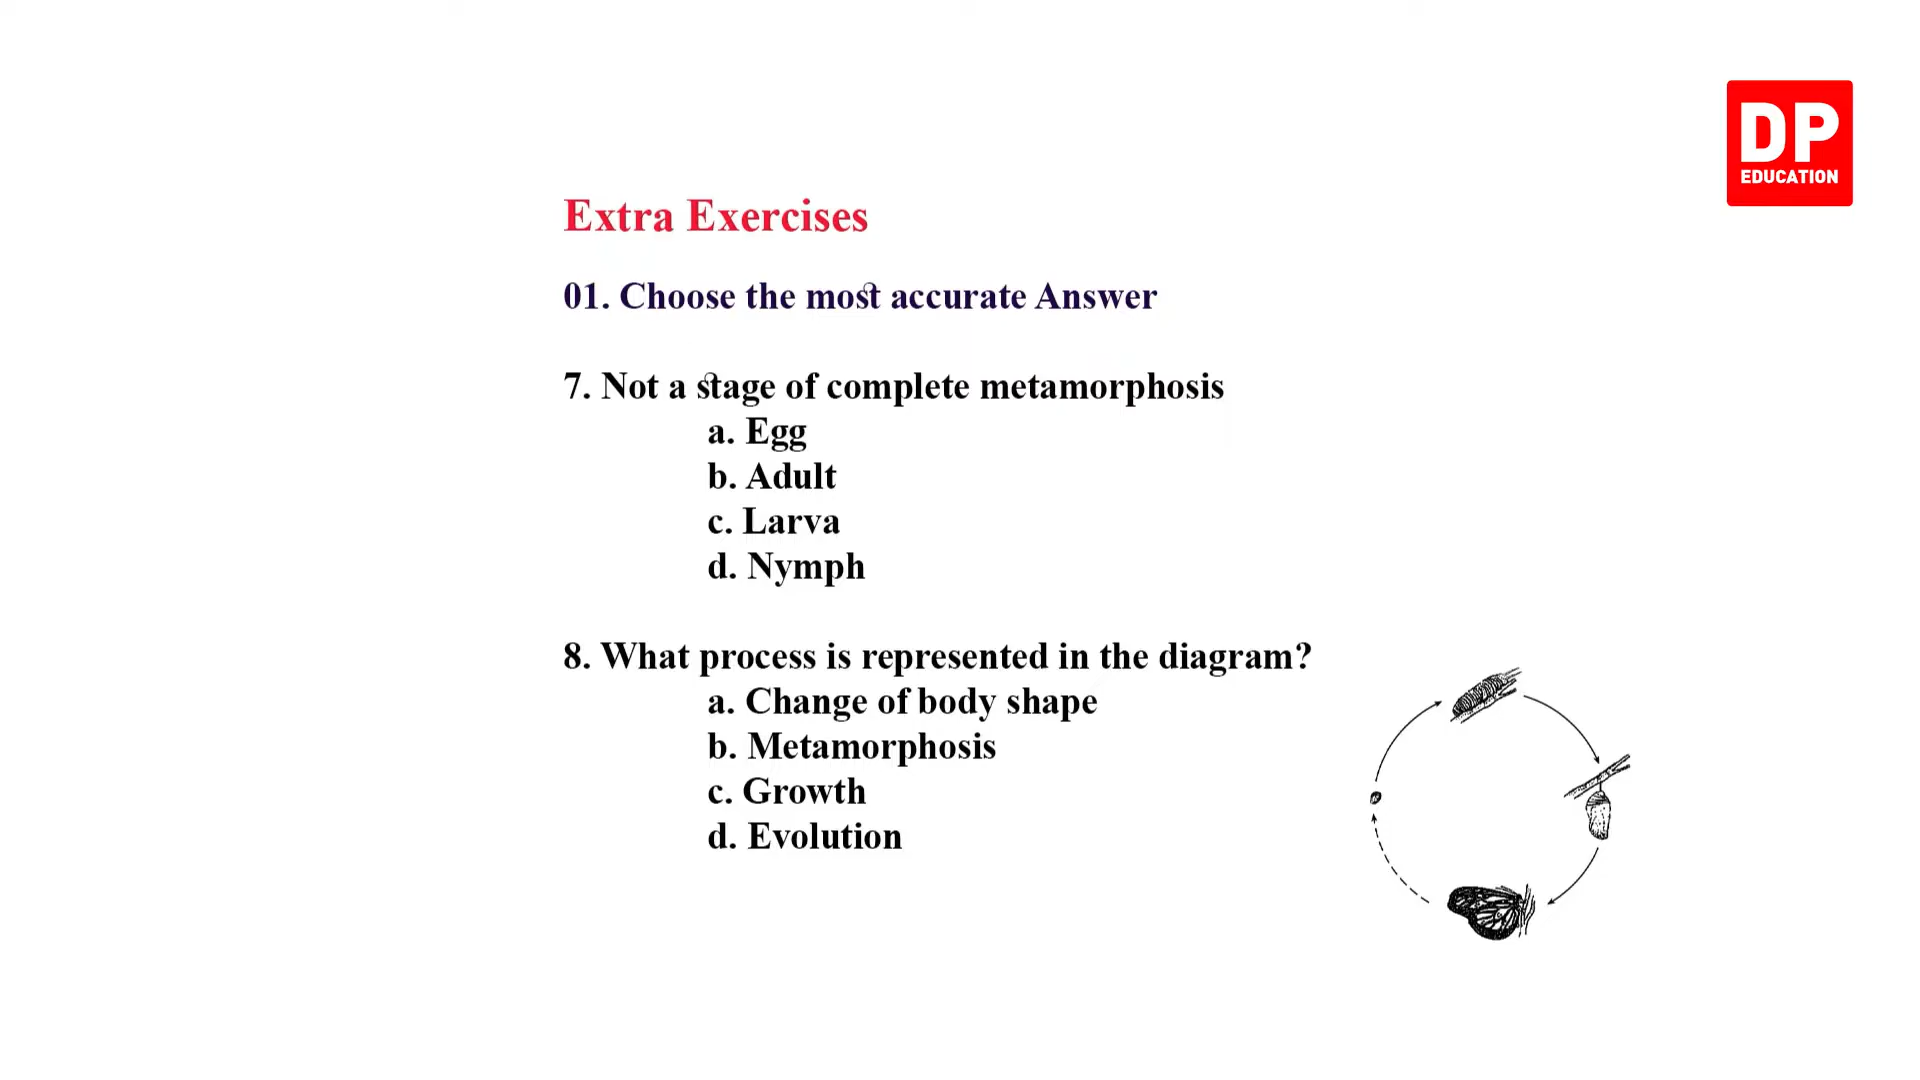 DP
EDUCATION
Extra Exercises
01. Choose the most accurate Answer
7. Not a stage of complete metamorphosis
a. Egg
b. Adult
c. Larva
d. Nymph
8. What process is represented in the diagram?
a. Change of body shape
b. Metamorphosis
c. Growth
d. Evolution